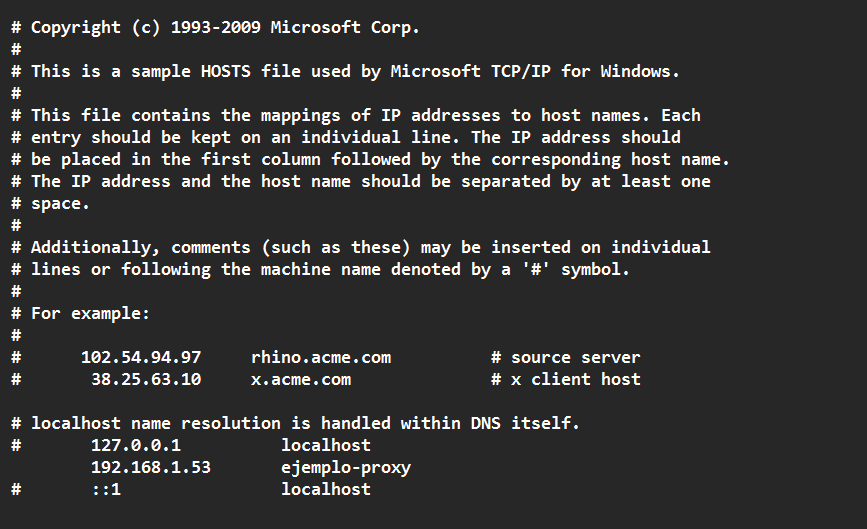 # Copyright (c) 1993-2009 Microsoft Corp.
#
# This is a sample HOSTS file used by Microsoft TCP/IP for Windows.
#
# This file contains the mappings of IP addresses to host names. Each
# entry should be kept on an individual line. The IP address should
# be placed in the first column followed by the corresponding host name.
# The IP address and the host name should be separated by at least one
# space.
#
# Additionally, comments (such as these) may be inserted on individual
# lines or following the machine name denoted by a '#' symbol.
#
# For example:
#
#      102.54.94.97     rhino.acme.com          # source server
#       38.25.63.10     x.acme.com              # x client host

# localhost name resolution is handled within DNS itself.
#       127.0.0.1          localhost
        192.168.1.53       ejemplo-proxy
#       ::1                localhost